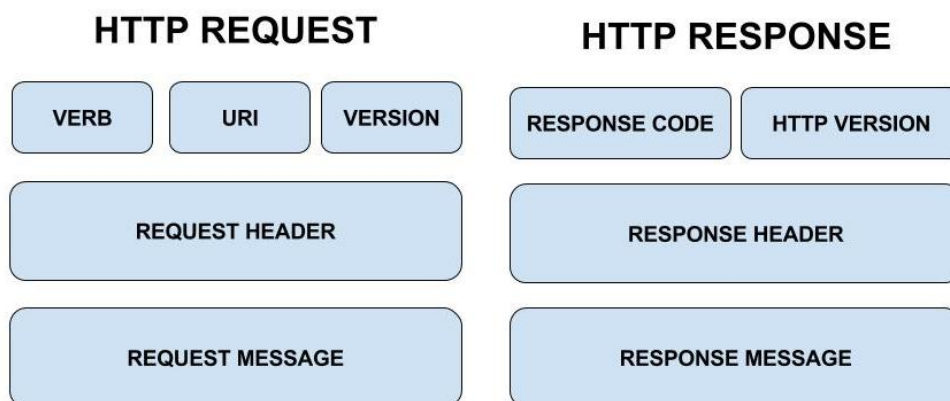 HTTP REQUEST
VERB
URI
VERSION
REQUEST HEADER
REQUEST MESSAGE
HTTP RESPONSE
RESPONSE CODE
HTTP VERSION
RESPONSE HEADER
RESPONSE MESSAGE